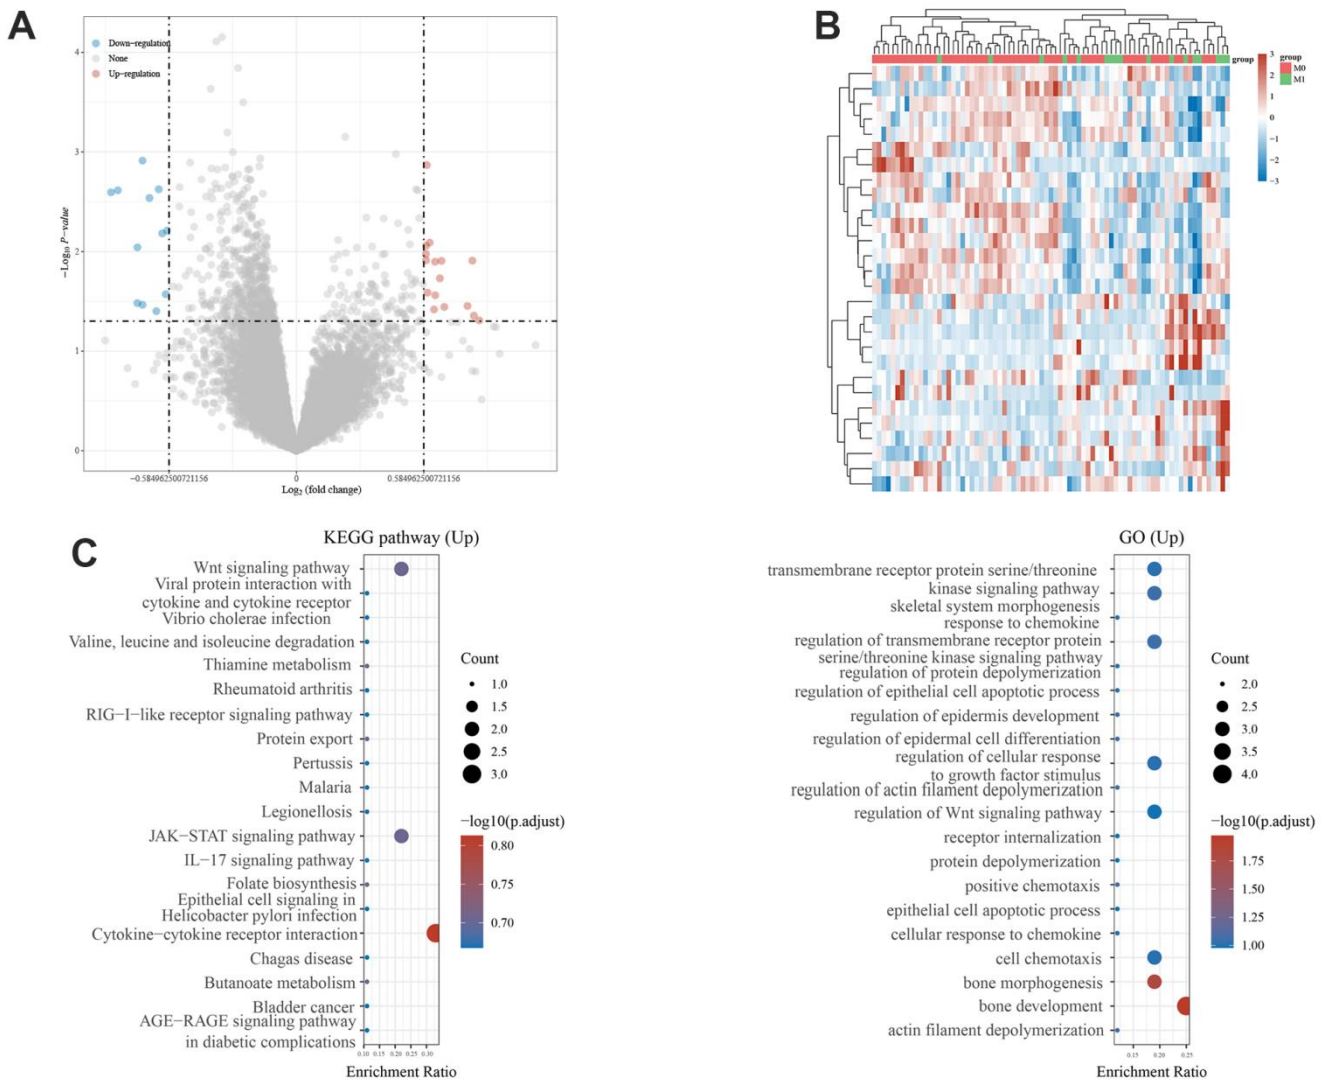 A
Down-regulation
None
Up-regulation
4
3
2
1
0
-Log10 P-value
-0.584962500721156
0
0.584962500721156
Log2 (fold change)
B
group
3
2
1
0
-1
-2
-3
group
M0
M1
C
KEGG pathway (Up)
Wnt signaling pathway
Viral protein interaction with
cytokine and cytokine receptor
Vibrio cholerae infection
Valine, leucine and isoleucine degradation
Thiamine metabolism
Rheumatoid arthritis
RIG-I-like receptor signaling pathway
Protein export
Pertussis
Malaria
Legionellosis
JAK-STAT signaling pathway
IL-17 signaling pathway
Folate biosynthesis
Epithelial cell signaling in
Helicobacter pylori infection
Cytokine-cytokine receptor interaction
Chagas disease
Butanoate metabolism
Bladder cancer
AGE-RAGE signaling pathway
in diabetic complications
0.10 0.15 0.20 0.25 0.30
Enrichment Ratio
Count
1.0
1.5
2.0
2.5
3.0
-log10(p.adjust)
0.80
0.75
0.70
GO (Up)
transmembrane receptor protein serine/threonine
kinase signaling pathway
skeletal system morphogenesis
response to chemokine
regulation of transmembrane receptor protein
serine/threonine kinase signaling pathway
regulation of protein depolymerization
regulation of epithelial cell apoptotic process
regulation of epidermis development
regulation of epidermal cell differentiation
regulation of cellular response
to growth factor stimulus
regulation of actin filament depolymerization
regulation of Wnt signaling pathway
receptor internalization
protein depolymerization
positive chemotaxis
epithelial cell apoptotic process
cellular response to chemokine
cell chemotaxis
bone morphogenesis
bone development
actin filament depolymerization
0.15 0.20 0.25
Enrichment Ratio
Count
2.0
2.5
3.0
3.5
4.0
-log10(p.adjust)
1.75
1.50
1.25
1.00